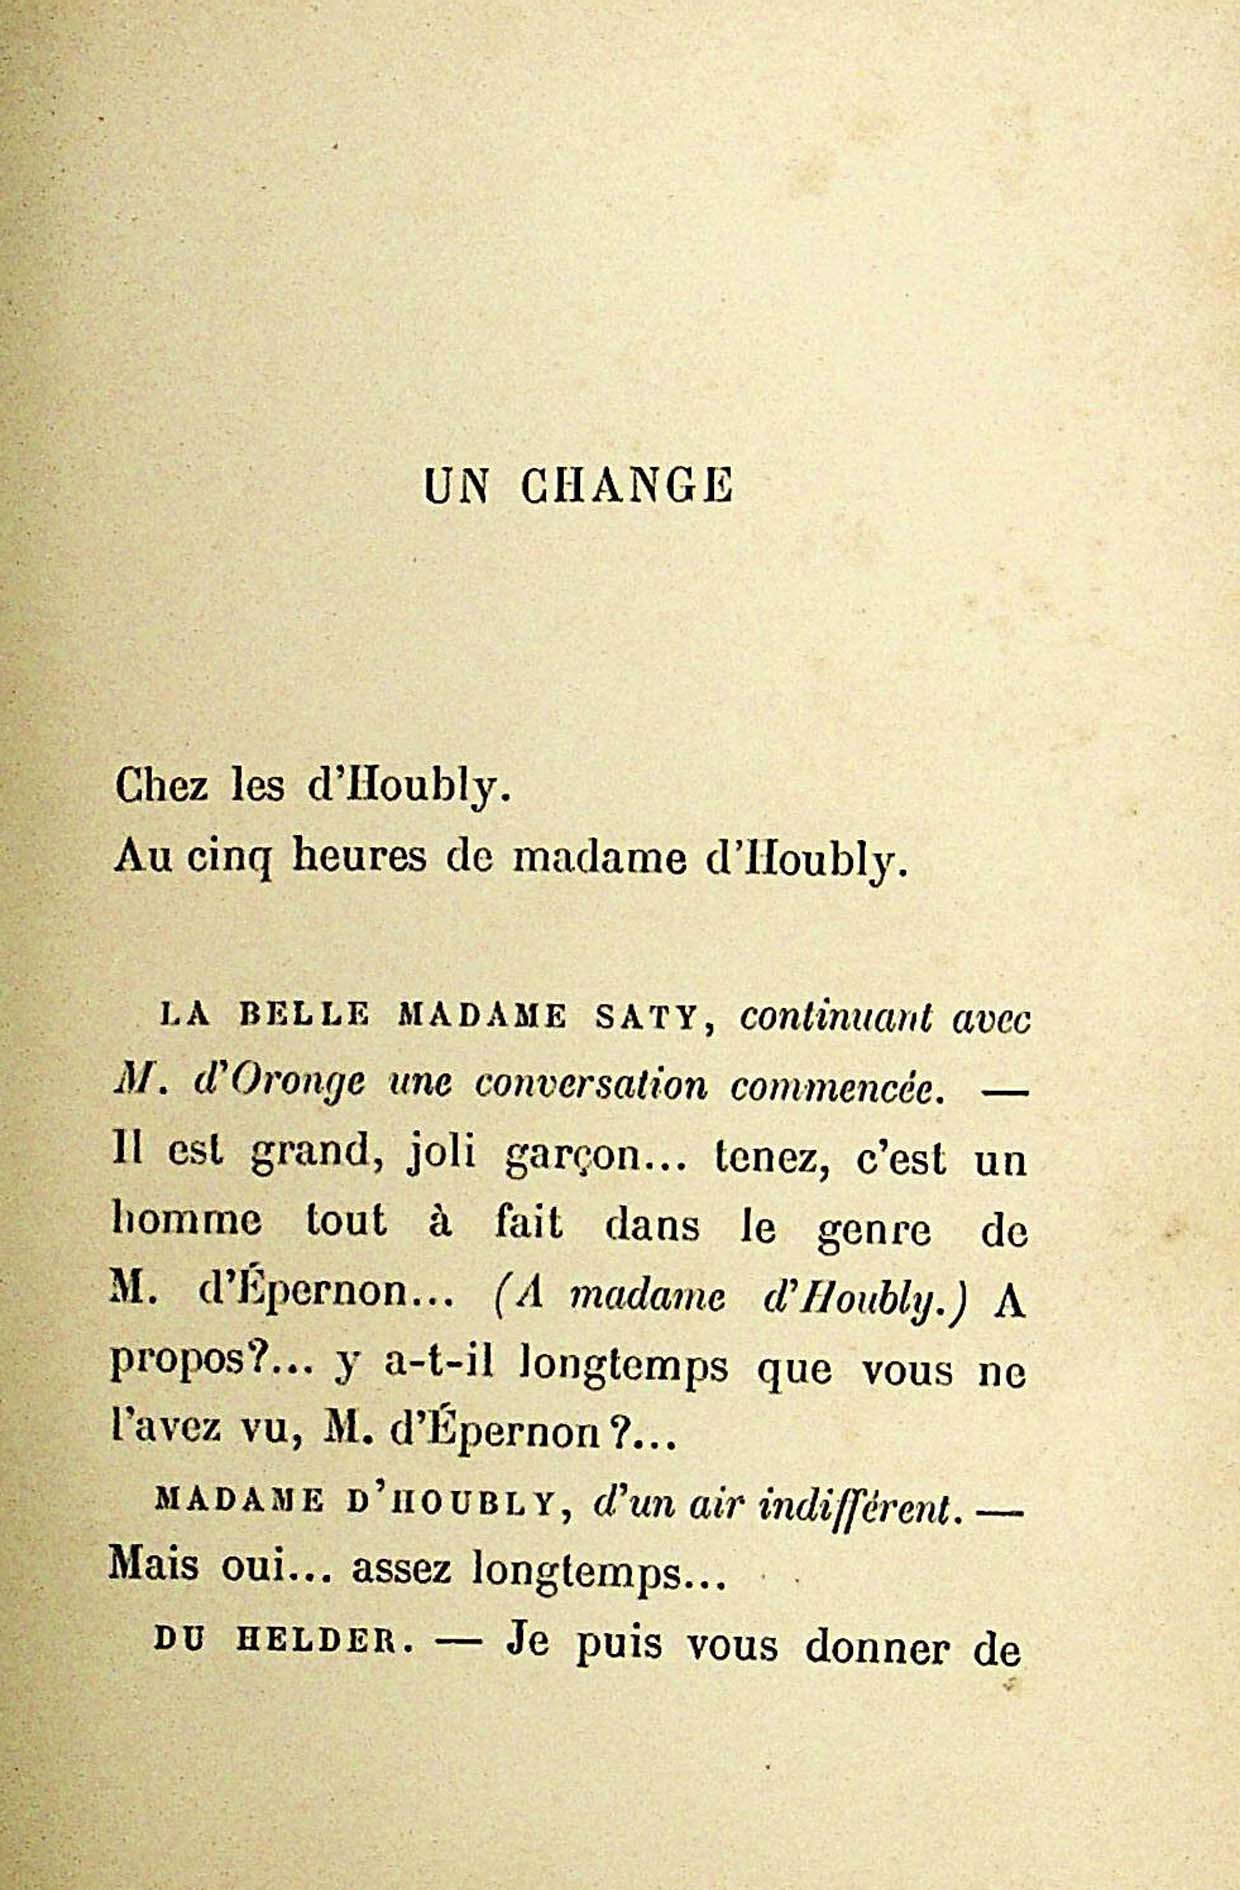 UN CHANGE
Chez les d'Houbly.
Au cinq heures de madame d'Houbly.
LA BELLE MADAME SATY, continuant avec
M. d'Oronge une conversation commencée. —
Il est grand, joli garçon... tenez, c'est un
homme tout à fait dans le genre de
M. d'Épernon... (A madame d'Houbly.) A
propos?... y a-t-il longtemps que vous ne
l'avez vu, M. d'Épernon?...
MADAME D'HOUBLY, d'un air indifférent. —
Mais oui... assez longtemps...
DU HELDER. — Je puis vous donner de